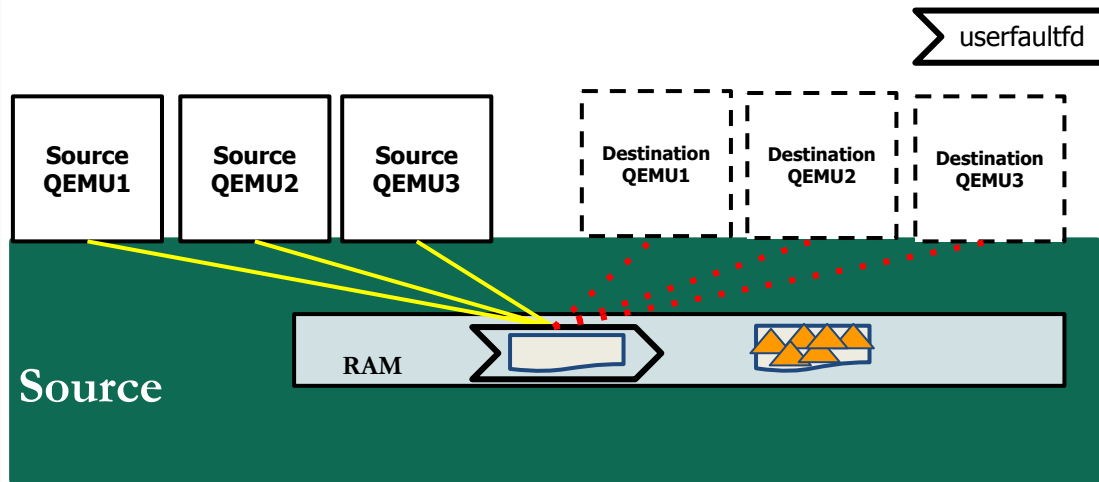 userfaultfd
Source
QEMU1
Source
QEMU2
Source
QEMU3
Destination
QEMU1
Destination
QEMU2
Destination
QEMU3
RAM
Source